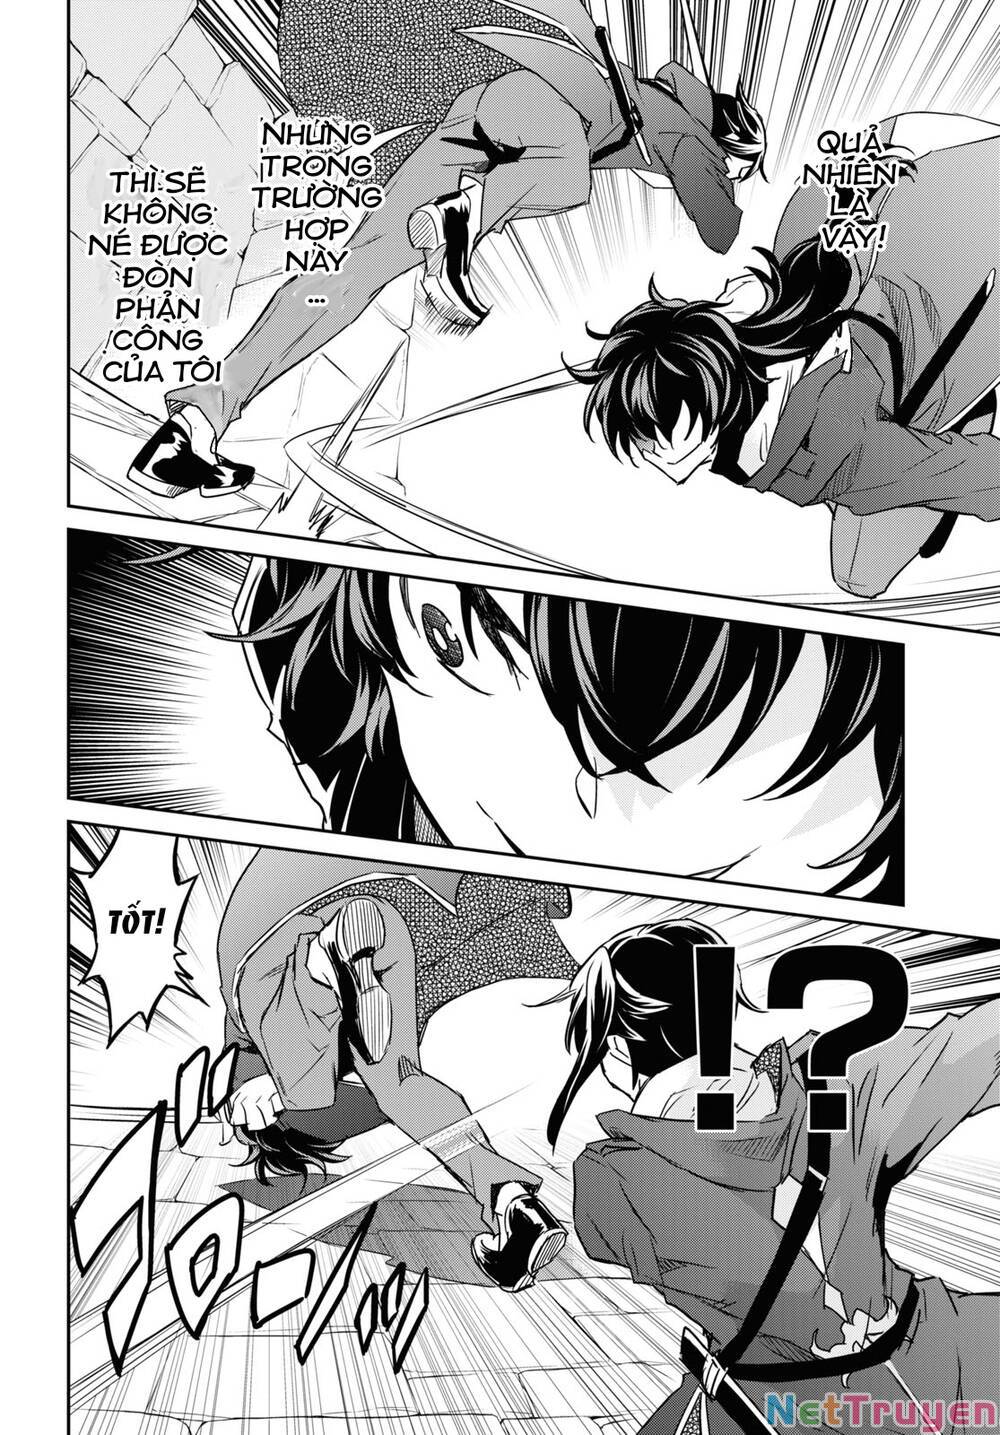 QUẢ
NHIÊN
LÀ
VẬY!
NHƯNG
TRONG
TRƯỜNG
HỢP
NÀY
...
THÌ SẼ
KHÔNG
NÉ ĐƯỢC
ĐÒN
PHẢN
CÔNG
CỦA TÔI
TỐT!
!?
NetTruyen